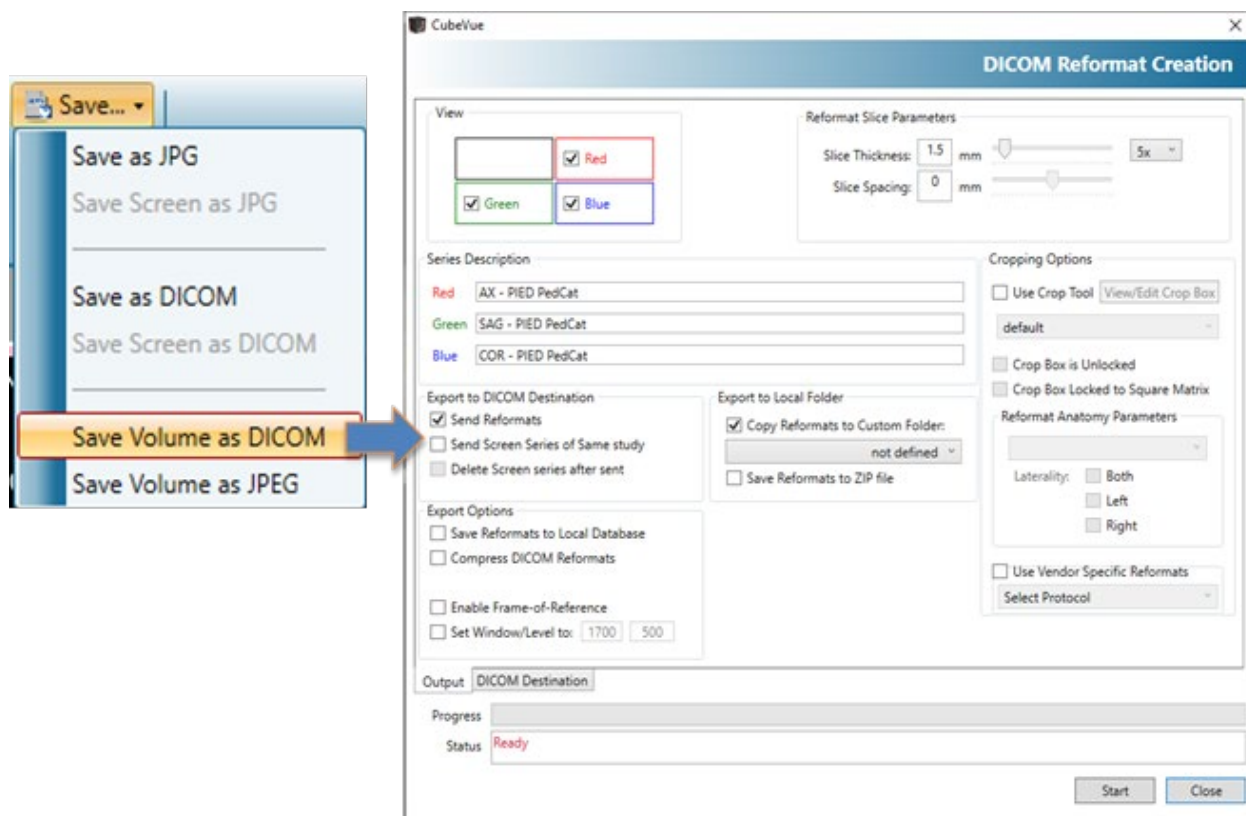 Save...
Save as JPG
Save Screen as JPG
Save as DICOM
Save Screen as DICOM
Save Volume as DICOM
Save Volume as JPEG
CubeVue
DICOM Reformat Creation
View
Red
Green
Blue
Reformat Slice Parameters
Slice Thickness: 1.5 mm 5x
Slice Spacing: 0 mm
Series Description
Red AX - PIED PedCat
Green SAG - PIED PedCat
Blue COR - PIED PedCat
Cropping Options
Use Crop Tool View/Edit Crop Box
default
Crop Box is Unlocked
Crop Box Locked to Square Matrix
Reformat Anatomy Parameters
Laterality: Both
Left
Right
Use Vendor Specific Reformats
Select Protocol
Export to DICOM Destination
Send Reformats
Send Screen Series of Same study
Delete Screen series after sent
Export to Local Folder
Copy Reformats to Custom Folder:
not defined
Save Reformats to ZIP file
Export Options
Save Reformats to Local Database
Compress DICOM Reformats
Enable Frame-of-Reference
Set Window/Level to: 1700 500
Output DICOM Destination
Progress
Status Ready
Start Close